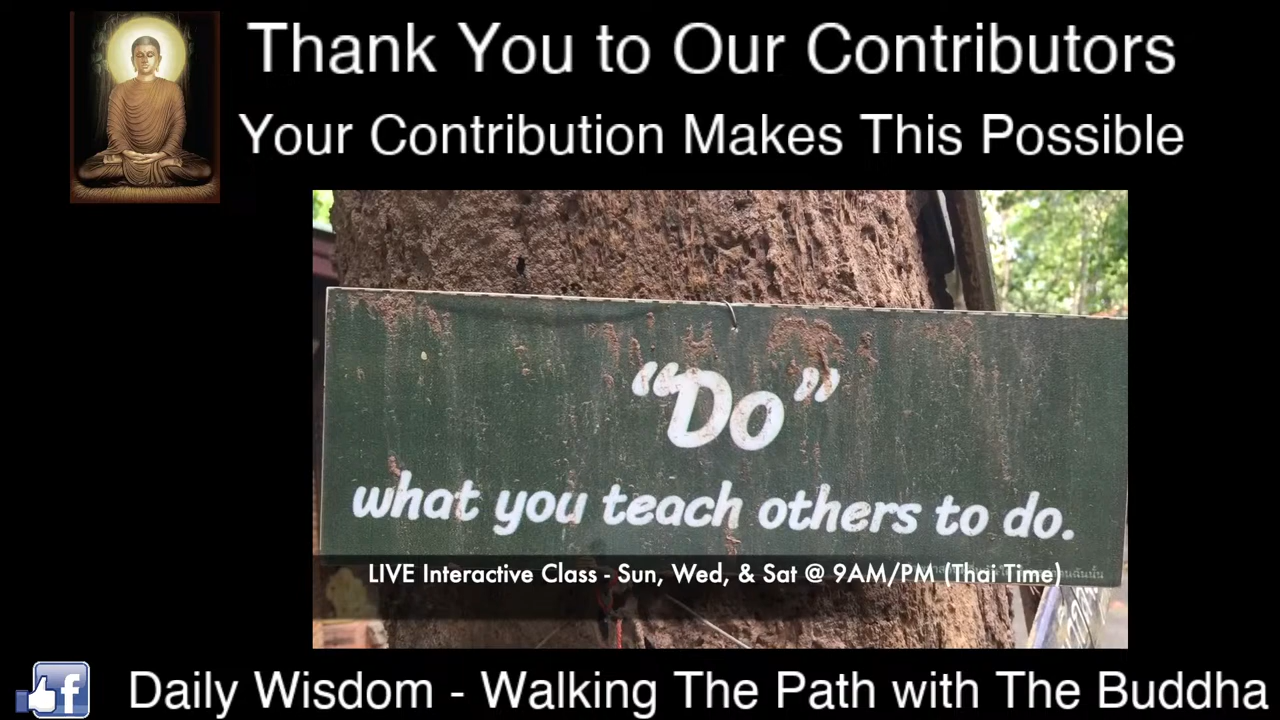 Thank You to Our Contributors
Your Contribution Makes This Possible
“Do”
what you teach others to do.
LIVE Interactive Class - Sun, Wed, & Sat @ 9AM/PM (Thai Time)
Daily Wisdom - Walking The Path with The Buddha